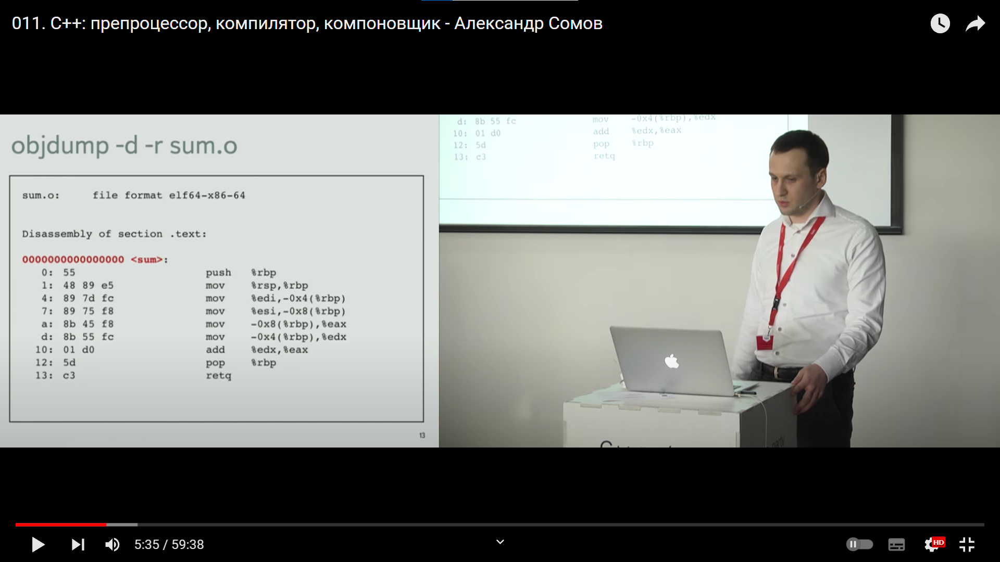 011. C++: препроцессор, компилятор, компоновщик - Александр Сомов
objdump -d -r sum.o
sum.o:     file format elf64-x86-64
Disassembly of section .text:
0000000000000000 <sum>:
0: 55 push %rbp
1: 48 89 e5 mov %rsp,%rbp
4: 89 7d fc mov %edi,-0x4(%rbp)
7: 89 75 f8 mov %esi,-0x8(%rbp)
a: 8b 45 f8 mov -0x8(%rbp),%eax
d: 8b 55 fc mov -0x4(%rbp),%edx
10: 01 d0 add %edx,%eax
12: 5d pop %rbp
13: c3 retq
13
d: 8b 55 fc mov -0x4(%rbp),%edx
10: 01 d0 add %edx,%eax
12: 5d pop %rbp
13: c3 retq
party
5:35 / 59:38
HD